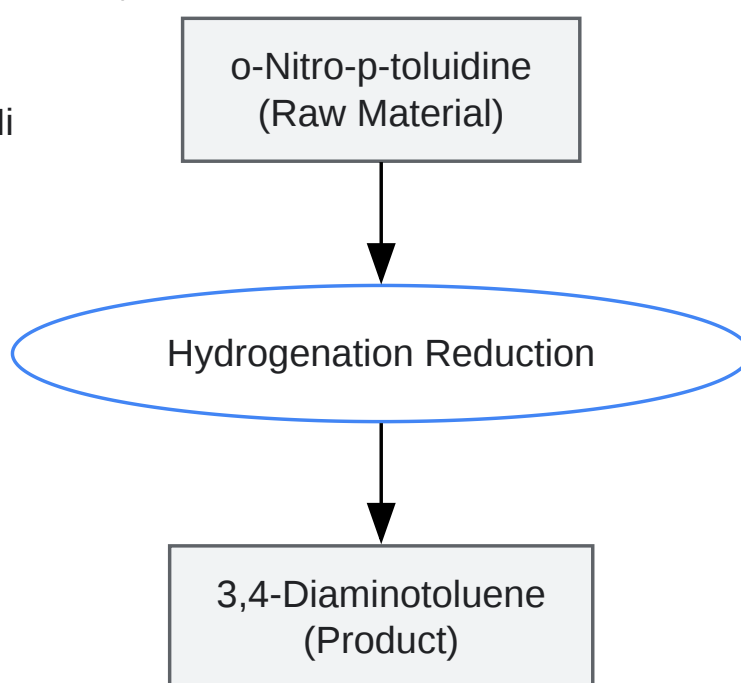 o-Nitro-p-toluidine
(Raw Material)
Hydrogenation Reduction
3,4-Diaminotoluene
(Product)